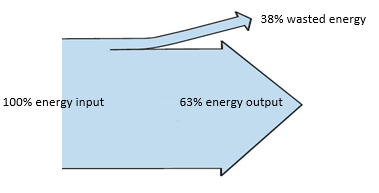 38% wasted energy
100% energy input
63% energy output